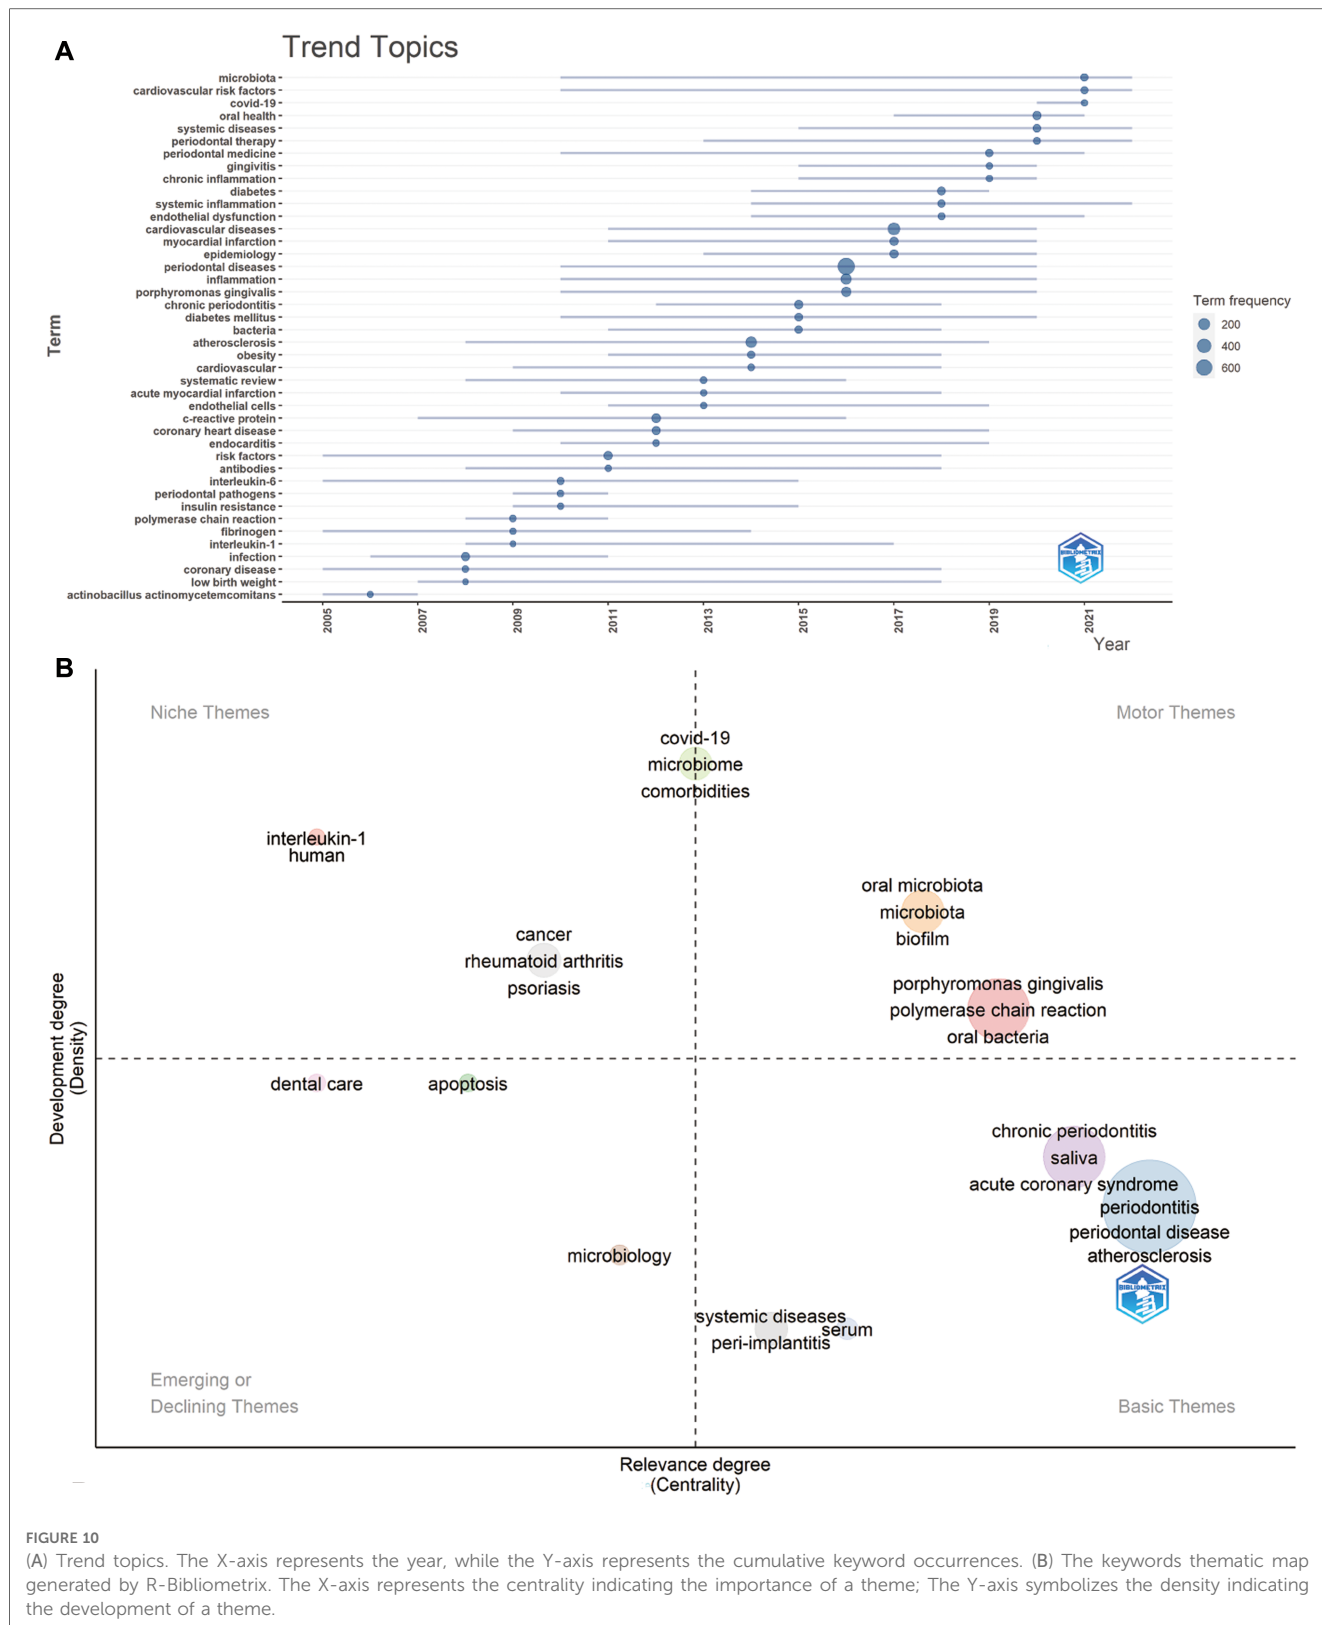 A
Trend Topics
microbiota
cardiovascular risk factors
covid-19
oral health
systemic diseases
periodontal therapy
periodontal medicine
gingivitis
chronic inflammation
diabetes
systemic inflammation
endothelial dysfunction
cardiovascular diseases
myocardial infarction
epidemiology
periodontal diseases
inflammation
porphyromonas gingivalis
chronic periodontitis
diabetes mellitus
bacteria
atherosclerosis
obesity
cardiovascular
systematic review
acute myocardial infarction
endothelial cells
c-reactive protein
coronary heart disease
endocarditis
risk factors
antibodies
interleukin-6
periodontal pathogens
insulin resistance
polymerase chain reaction
fibrinogen
interleukin-1
infection
coronary disease
low birth weight
actinobacillus actinomycetemcomitans
Term
Term frequency
200
400
600
BIBLIOMETRIX
2005
2007
2009
2011
2013
2015
2017
2019
2021
Year
B
Niche Themes
Motor Themes
covid-19
microbiome
comorbidities
interleukin-1
human
oral microbiota
microbiota
biofilm
cancer
rheumatoid arthritis
psoriasis
porphyromonas gingivalis
polymerase chain reaction
oral bacteria
Development degree
(Density)
dental care
apoptosis
chronic periodontitis
saliva
acute coronary syndrome
periodontitis
periodontal disease
atherosclerosis
microbiology
BIBLIOMETRIX
systemic diseases
serum
peri-implantitis
Emerging or
Declining Themes
Basic Themes
Relevance degree
(Centrality)
FIGURE 10
(A) Trend topics. The X-axis represents the year, while the Y-axis represents the cumulative keyword occurrences. (B) The keywords thematic map
generated by R-Bibliometrix. The X-axis represents the centrality indicating the importance of a theme; The Y-axis symbolizes the density indicating
the development of a theme.